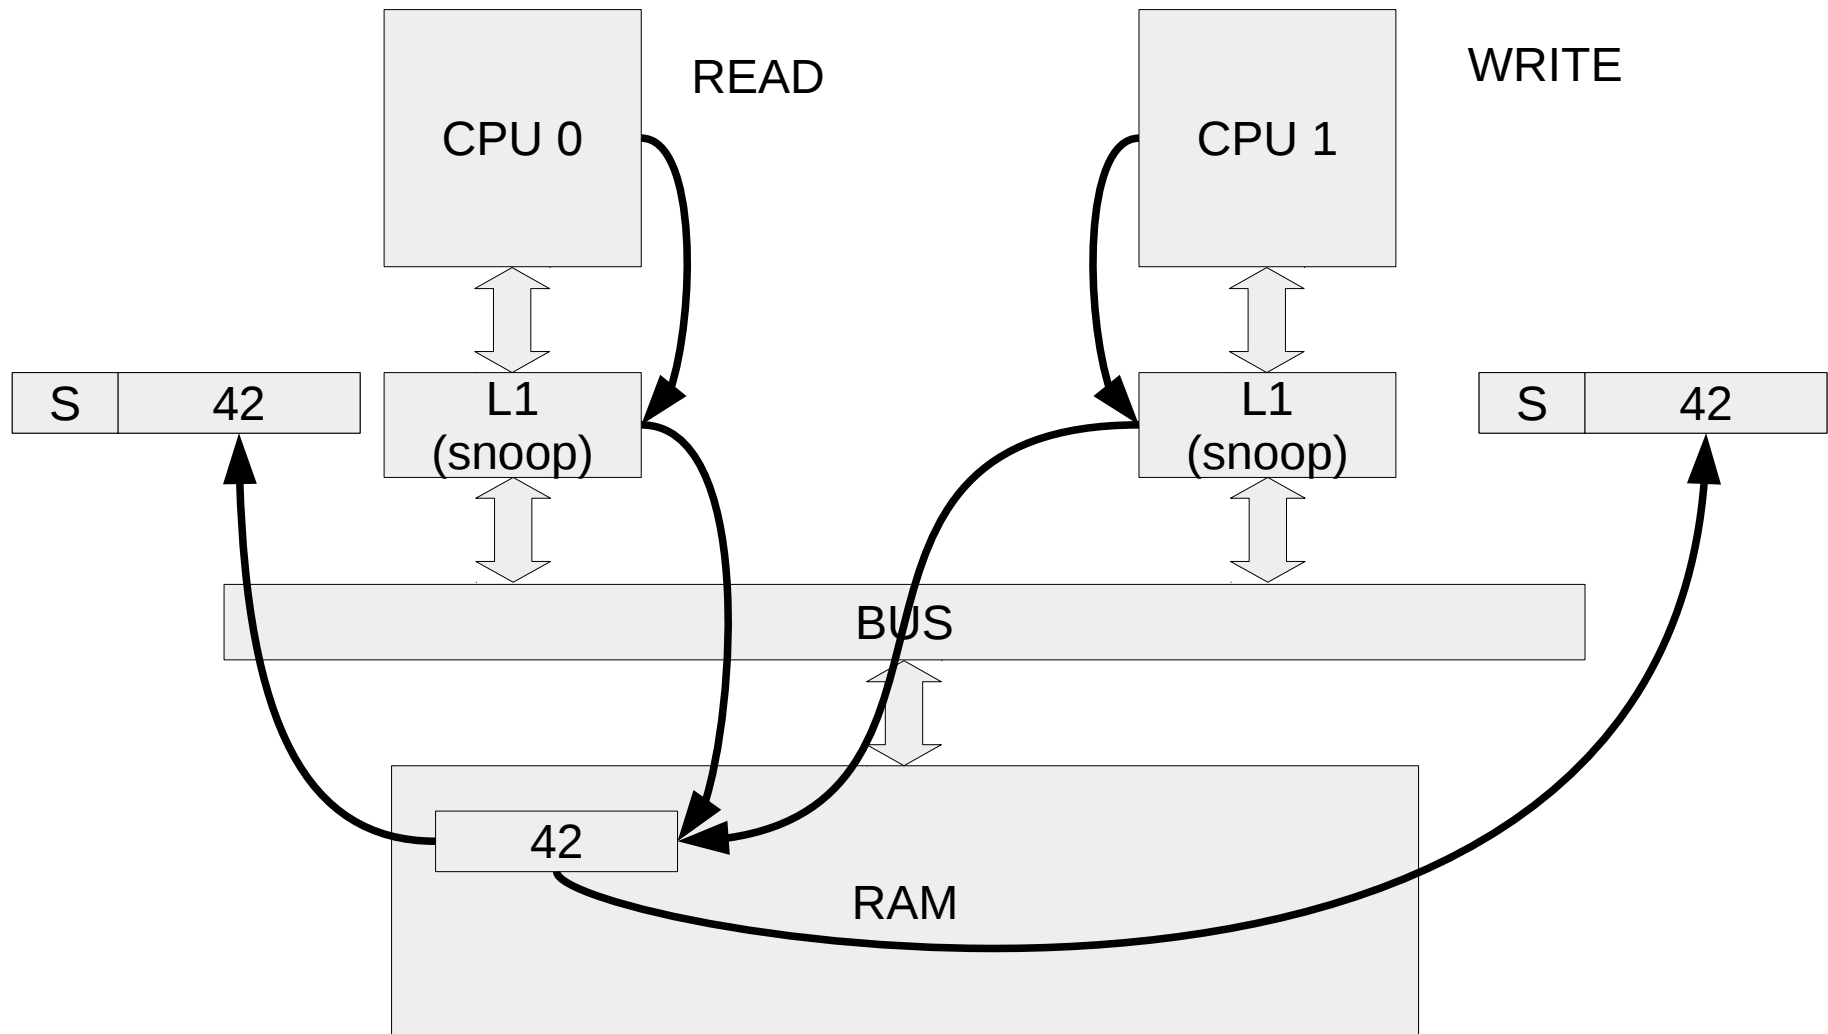 READ
WRITE
CPU 0
CPU 1
S
42
L1
(snoop)
L1
(snoop)
S
42
BUS
42
RAM